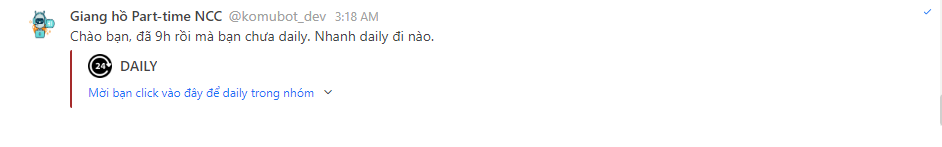 Giang hồ Part-time NCC @komubot_dev 3:18 AM
Chào bạn, đã 9h rồi mà bạn chưa daily. Nhanh daily đi nào.
24 DAILY
Mời bạn click vào đây để daily trong nhóm